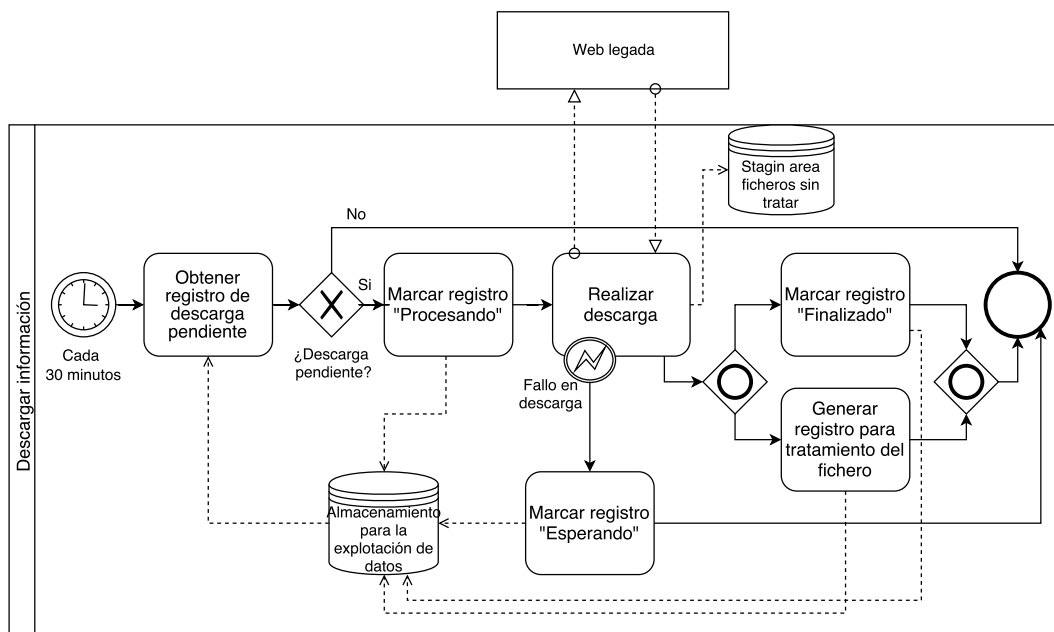 Web legada
Stagin area
ficheros sin
tratar
No
Descargar información
Cada
30 minutos
Obtener
registro de
descarga
pendiente
Si
¿Descarga
pendiente?
Marcar registro
"Procesando"
Realizar
descarga
Fallo en
descarga
Marcar registro
"Finalizado"
Generar
registro para
tratamiento del
fichero
Almacenamiento
para la
explotación de
datos
Marcar registro
"Esperando"